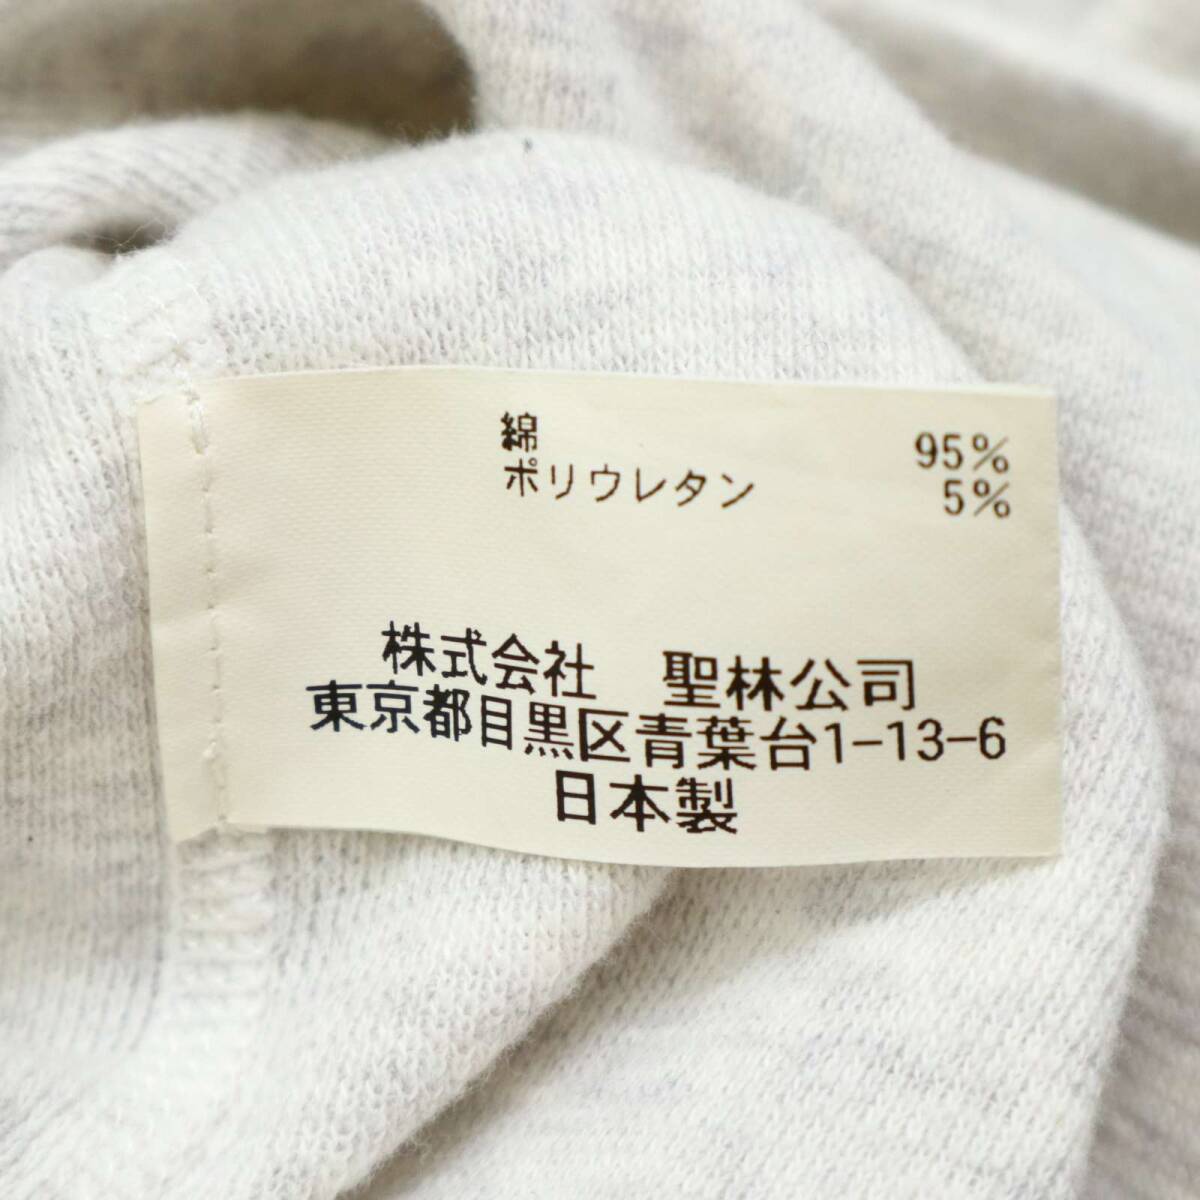 綿 95%
ポリウレタン 5%
株式会社 聖林公司
東京都目黒区青葉台1-13-6
日本製